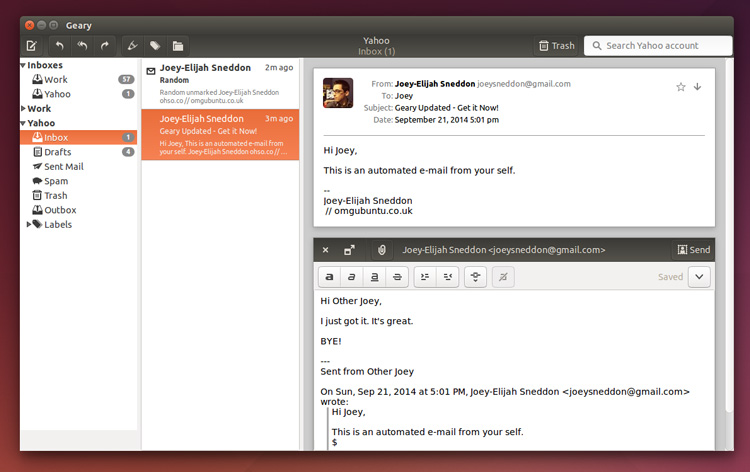 Geary
Yahoo
Inbox (1)
Trash
Search Yahoo account
Inboxes
Work 57
Yahoo 1
Work
Yahoo
Inbox 1
Drafts 4
Sent Mail
Spam
Trash
Outbox
Labels
Joey-Elijah Sneddon 2m ago
Random
Random unmarked Joey-Elijah Sneddon
ohso.co // omgubuntu.co.uk
Joey-Elijah Sneddon 3m ago
Geary Updated - Get it Now!
Hi Joey, This is an automated e-mail from
your self. Joey-Elijah Sneddon ohso.co // ...
From: Joey-Elijah Sneddon joeysneddon@gmail.com
To: Joey
Subject: Geary Updated - Get it Now!
Date: September 21, 2014 5:01 pm
Hi Joey,
This is an automated e-mail from your self.
--
Joey-Elijah Sneddon
// omgubuntu.co.uk
Joey-Elijah Sneddon <joeysneddon@gmail.com>
Send
a a a a
Saved
Hi Other Joey,
I just got it. It's great.
BYE!
---
Sent from Other Joey
On Sun, Sep 21, 2014 at 5:01 PM, Joey-Elijah Sneddon <joeysneddon@gmail.com>
wrote:
Hi Joey,
This is an automated e-mail from your self.
$